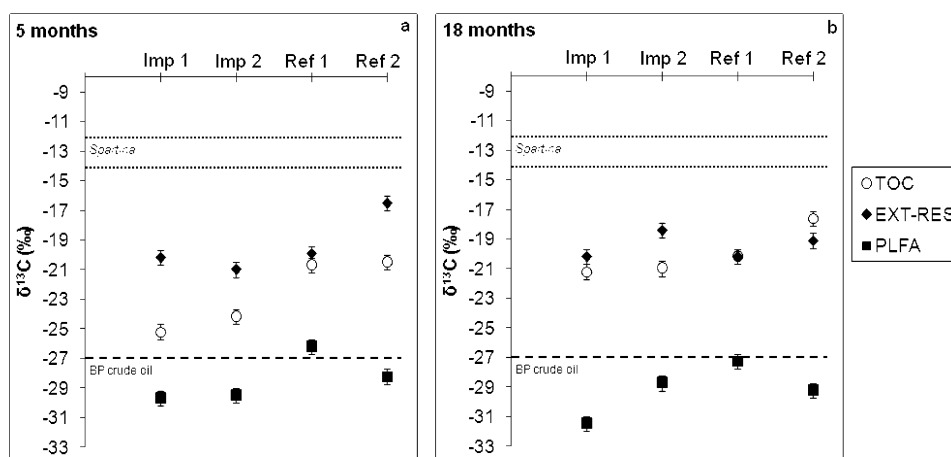 5 months
a
Imp 1 Imp 2 Ref 1 Ref 2
-9
-11
-13
-15
-17
-19
-21
-23
-25
-27
-29
-31
-33
δ¹³C (‰)
Spartina
BP crude oil
18 months
b
Imp 1 Imp 2 Ref 1 Ref 2
-9
-11
-13
-15
-17
-19
-21
-23
-25
-27
-29
-31
-33
δ¹³C (‰)
Spartina
BP crude oil
TOC
EXT-RES
PLFA